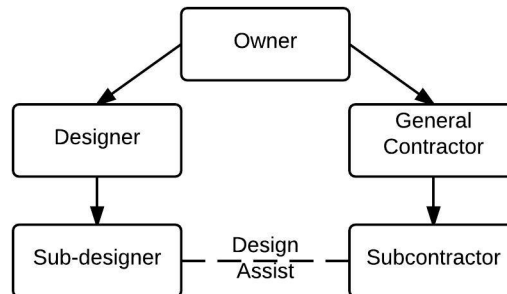 Owner
Designer
General
Contractor
Sub-designer
Design
Assist
Subcontractor